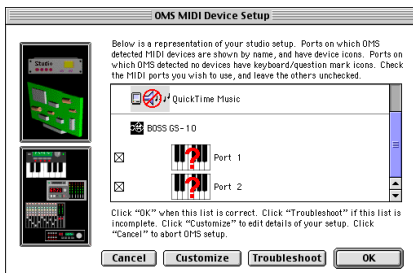 OMS MIDI Device Setup
Studio
Below is a representation of your studio setup. Ports on which OMS
detected MIDI devices are shown by name, and have device icons. Ports on
which OMS detected no devices have keyboard/question mark icons. Check
the MIDI ports you wish to use, and leave the others unchecked.
QuickTime Music
BOSS GS-10
? Port 1
? Port 2
Click “OK” when this list is correct. Click “Troubleshoot” if this list is
incomplete. Click “Customize” to edit details of your setup. Click
“Cancel” to abort OMS setup.
Cancel Customize Troubleshoot OK